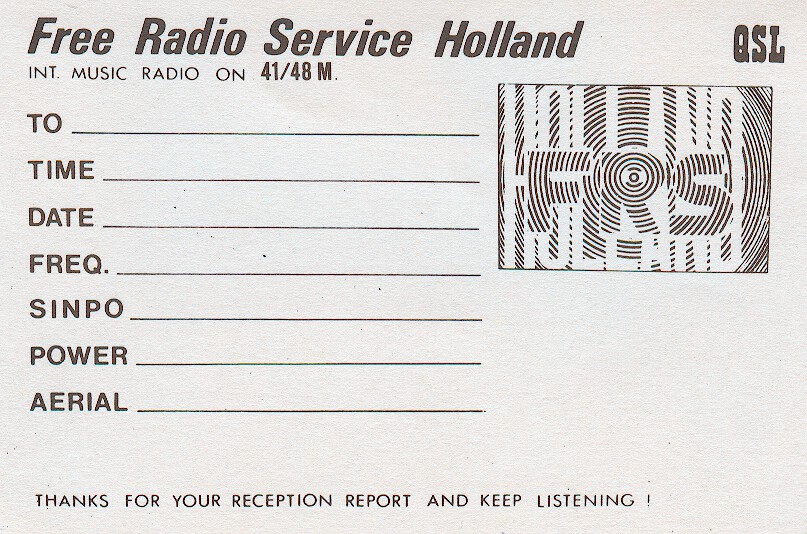 Free Radio Service Holland QSL
INT. MUSIC RADIO ON 41/48 M.
FRS
TO
TIME
DATE
FREQ.
SINPO
POWER
AERIAL
THANKS FOR YOUR RECEPTION REPORT AND KEEP LISTENING !